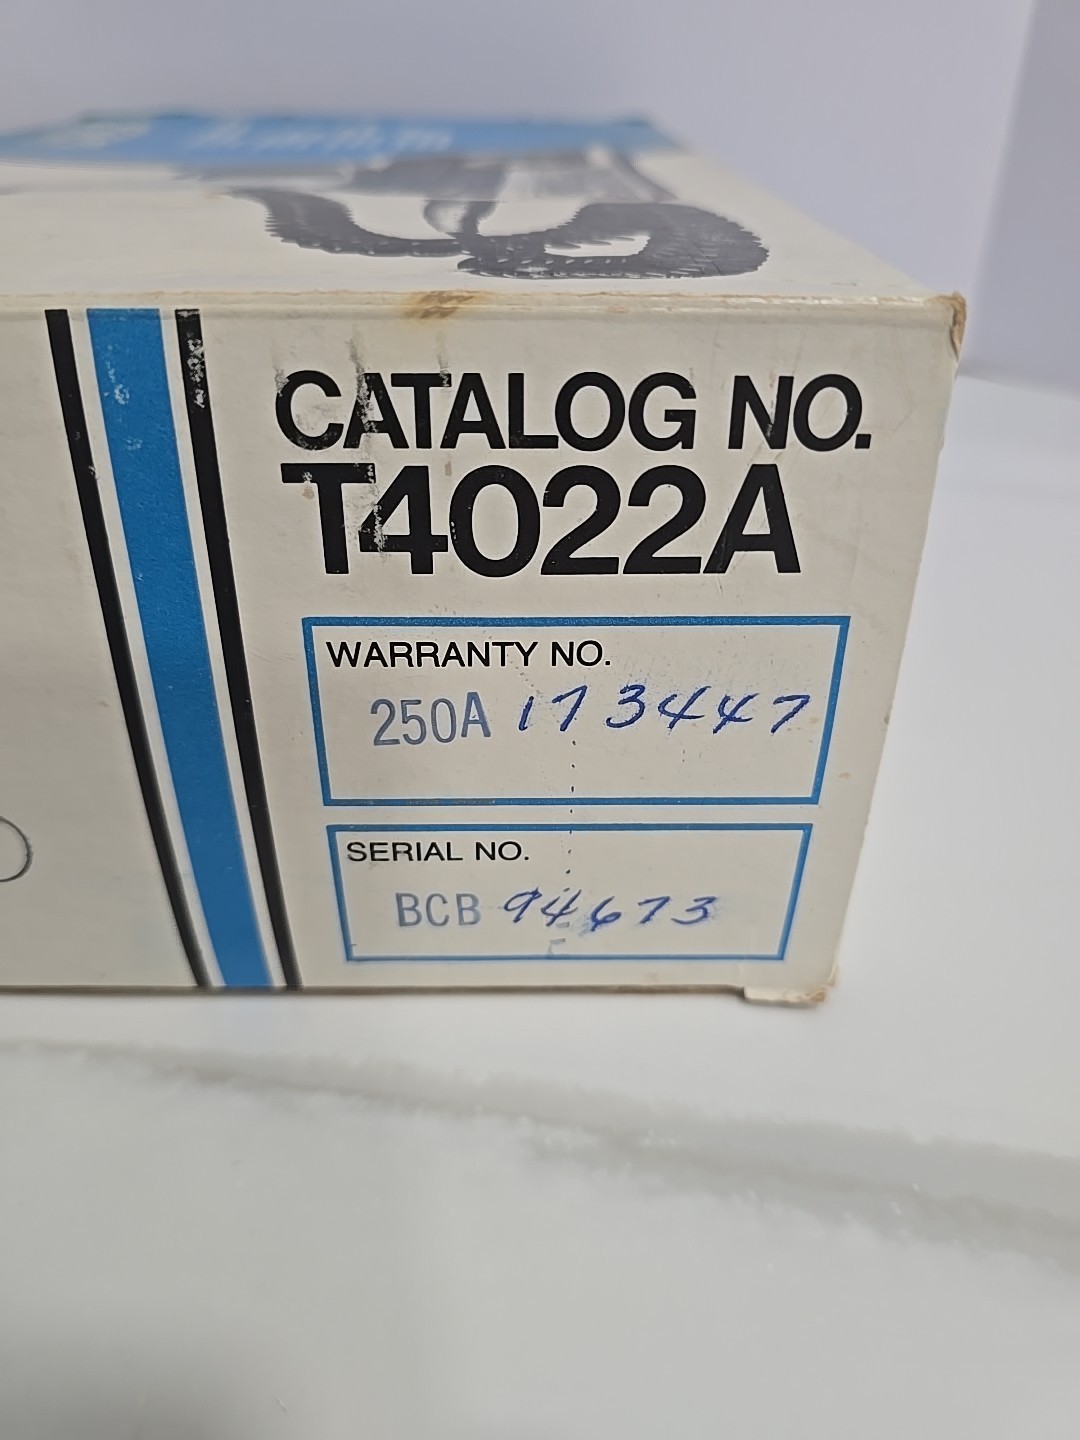 CATALOG NO.
T4022A
WARRANTY NO.
250A 173447
SERIAL NO.
BCB 94673